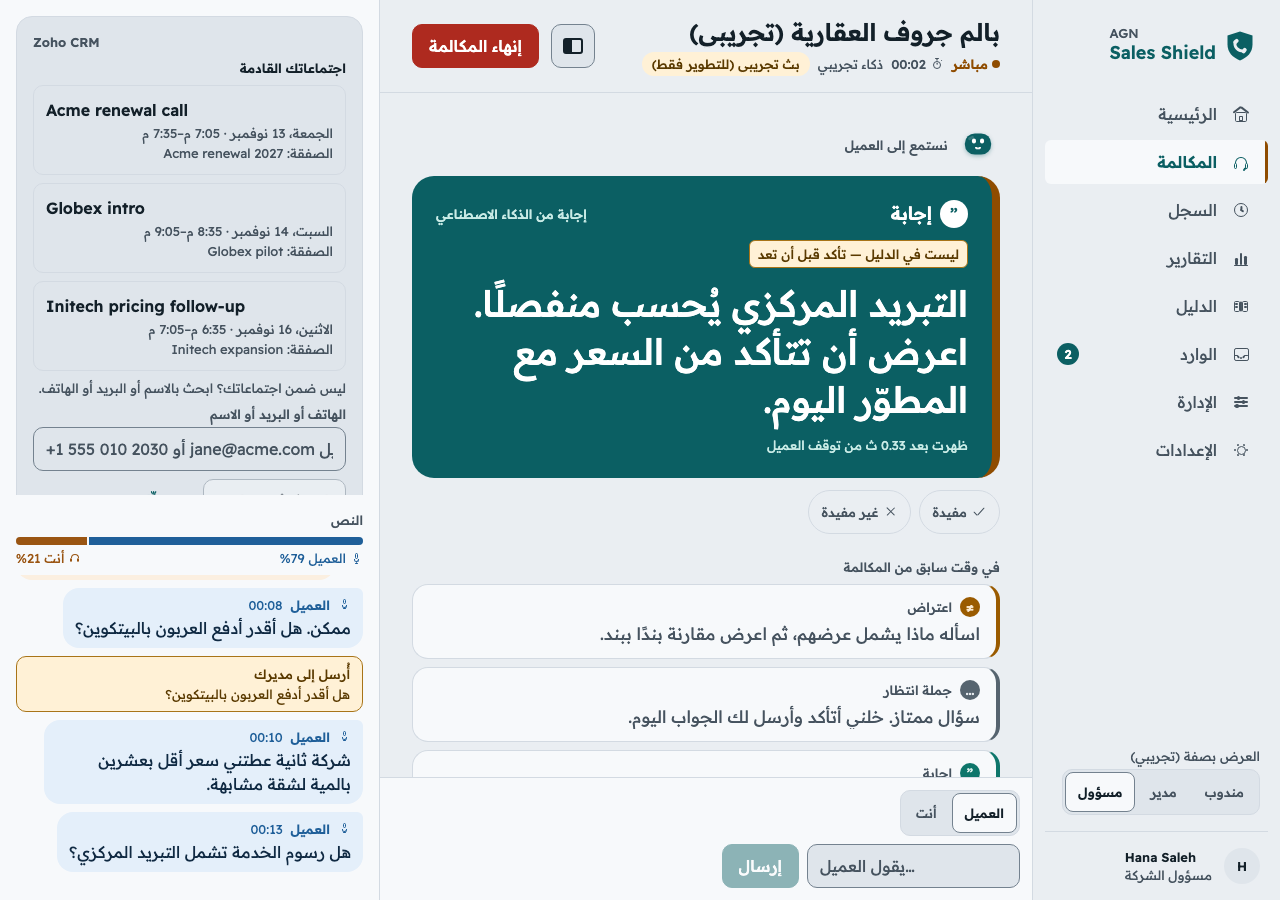 AGN
Sales Shield
الرئيسية
المكالمة
السجل
التقارير
الدليل
الوارد
2
الإدارة
الإعدادات
العرض بصفة (تجريبي)
مندوب
مدير
مسؤول
H
Hana Saleh
مسؤول الشركة
بالم جروف العقارية (تجريبي)
مباشر
00:02
ذكاء تجريبي
بث تجريبي (للتطوير فقط)
إنهاء المكالمة
نستمع إلى العميل
إجابة
إجابة من الذكاء الاصطناعي
ليست في الدليل — تأكد قبل أن تعد
التبريد المركزي يُحسب منفصلًا.
اعرض أن تتأكد من السعر مع
المطوّر اليوم.
ظهرت بعد 0.33 ث من توقف العميل
مفيدة
غير مفيدة
في وقت سابق من المكالمة
اعتراض
اسأله ماذا يشمل عرضهم، ثم اعرض مقارنة بندًا ببند.
جملة انتظار
سؤال ممتاز. خلني أتأكد وأرسل لك الجواب اليوم.
إجابة
العميل
أنت
يقول العميل…
إرسال
Zoho CRM
اجتماعاتك القادمة
Acme renewal call
الجمعة، 13 نوفمبر · 7:05 م–7:35 م
الصفقة: Acme renewal 2027
Globex intro
السبت، 14 نوفمبر · 8:35 م–9:05 م
الصفقة: Globex pilot
Initech pricing follow-up
الاثنين، 16 نوفمبر · 6:35 م–7:05 م
الصفقة: Initech expansion
ليس ضمن اجتماعاتك؟ ابحث بالاسم أو البريد أو الهاتف.
الهاتف أو البريد أو الاسم
jane@acme.com أو ‎+1 555 010 2030
النص
العميل 79%
أنت 21%
العميل 00:08
ممكن. هل أقدر أدفع العربون بالبيتكوين؟
أُرسل إلى مديرك
هل أقدر أدفع العربون بالبيتكوين؟
العميل 00:10
شركة ثانية عطتني سعر أقل بعشرين
بالمية لشقة مشابهة.
العميل 00:13
هل رسوم الخدمة تشمل التبريد المركزي؟